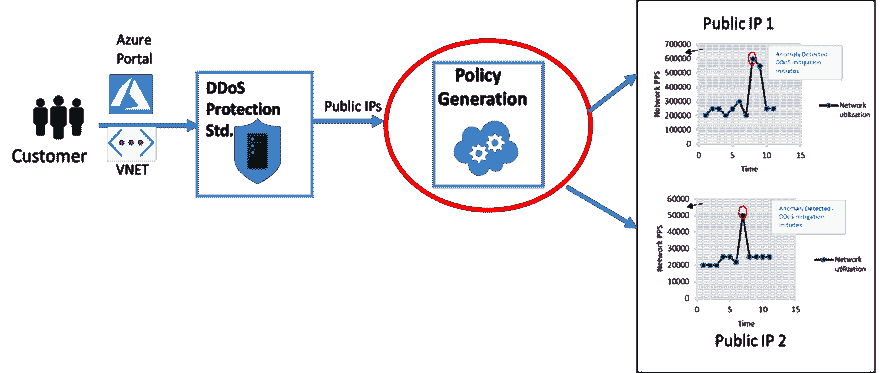 Azure
Portal
Customer
VNET
DDoS
Protection
Std.
Public IPs
Policy
Generation
Public IP 1
700000
600000
500000
400000
300000
200000
100000
0
Network PPS
0 5 10 15
Time
Anomaly Detected
DDoS mitigation
initiates
Network
utilization
60000
50000
40000
30000
20000
10000
0
Network PPS
0 5 10 15
Time
Anomaly Detected -
DDoS mitigation
initiates
Network
utilization
Public IP 2